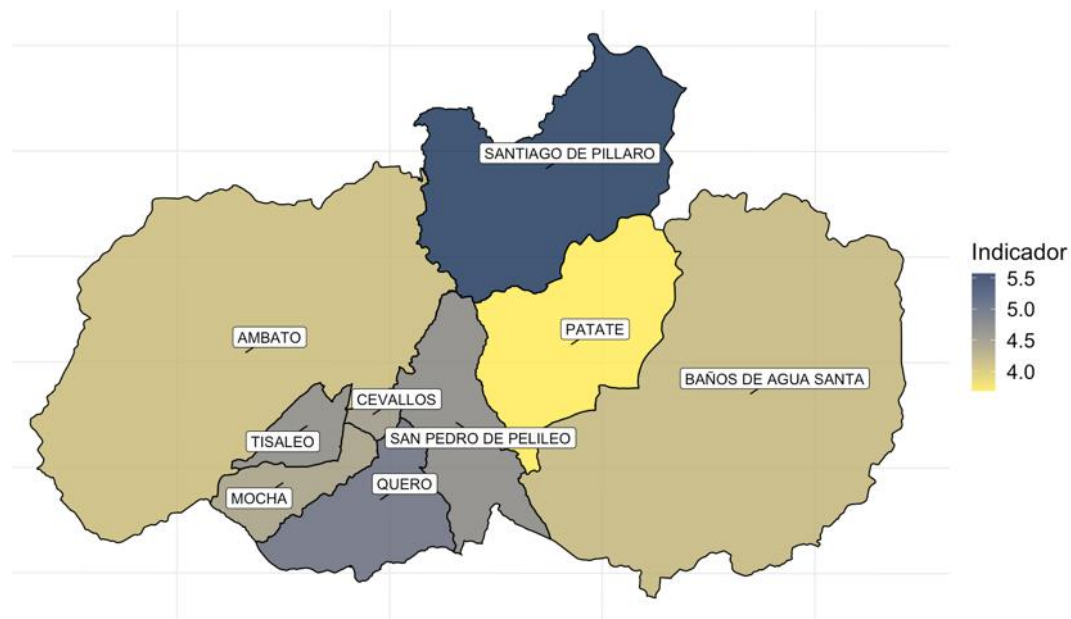 SANTIAGO DE PILLARO
Indicador
5.5
5.0
4.5
4.0
PATATE
AMBATO
BAÑOS DE AGUA SANTA
CEVALLOS
SAN PEDRO DE PELILEO
TISALEO
QUERO
MOCHA